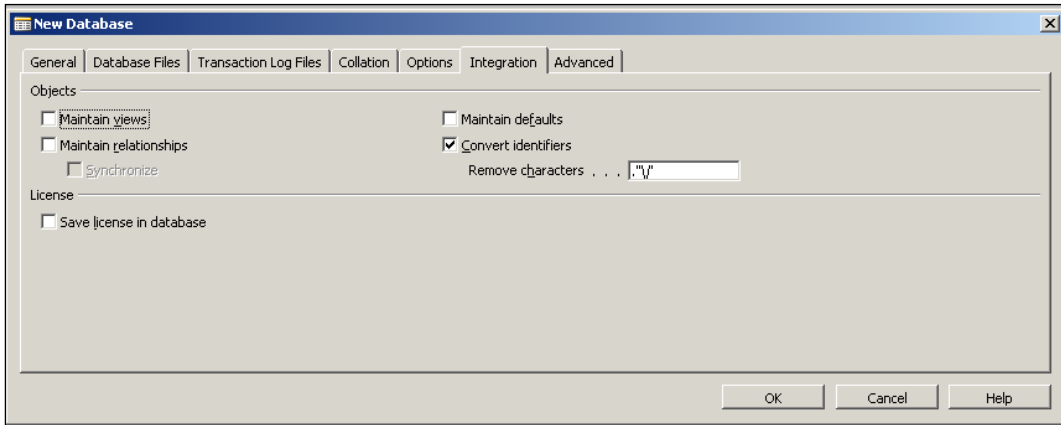 New Database
General Database Files Transaction Log Files Collation Options Integration Advanced
Objects
Maintain views Maintain defaults
Maintain relationships Convert identifiers
Synchronize Remove characters . . . ."\/'
License
Save license in database
OK Cancel Help